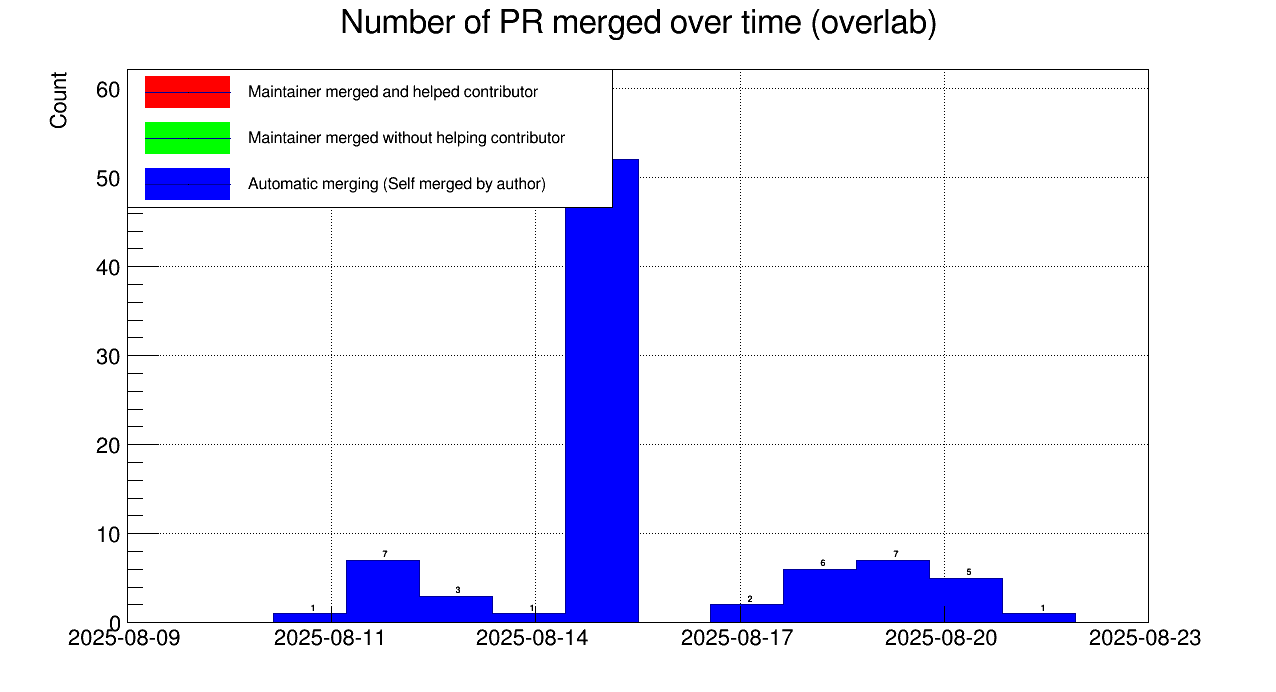 Number of PR merged over time (overlab)
Count
Maintainer merged and helped contributor
Maintainer merged without helping contributor
Automatic merging (Self merged by author)
60
50
40
30
20
10
0
1
7
3
1
2
6
7
5
1
2025-08-09 2025-08-11 2025-08-14 2025-08-17 2025-08-20 2025-08-23